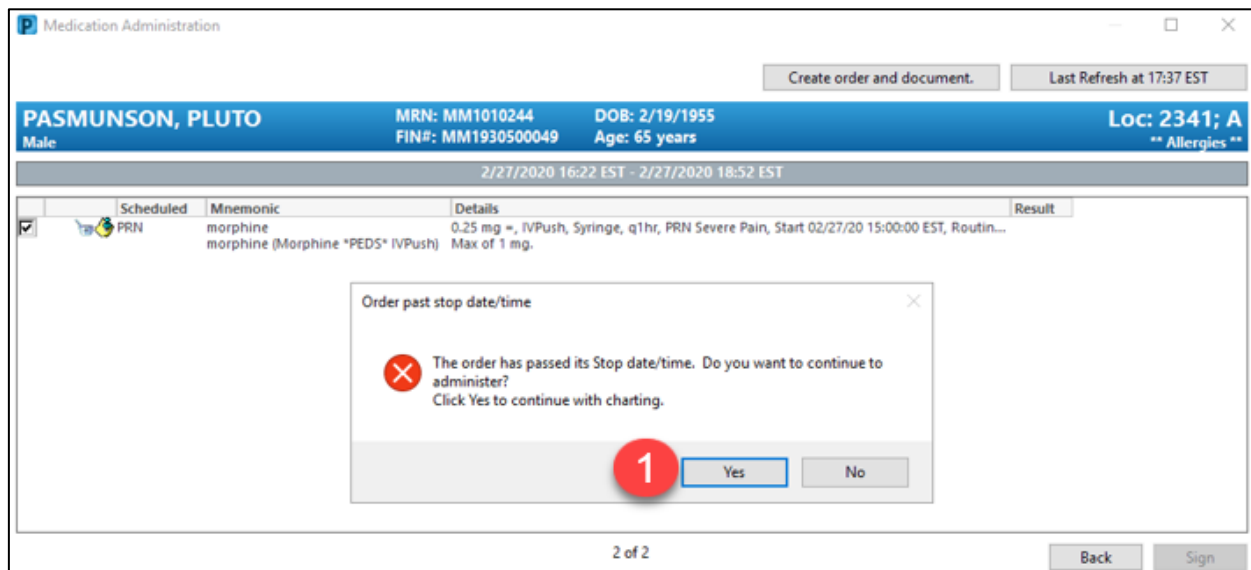 P Medication Administration
Create order and document. Last Refresh at 17:37 EST
PASMUNSON, PLUTO MRN: MM1010244 DOB: 2/19/1955 Loc: 2341; A
Male FIN#: MM1930500049 Age: 65 years ** Allergies **
2/27/2020 16:22 EST - 2/27/2020 18:52 EST
Scheduled Mnemonic Details Result
PRN morphine 0.25 mg =, IVPush, Syringe, q1hr, PRN Severe Pain, Start 02/27/20 15:00:00 EST, Routin...
morphine (Morphine *PEDS* IVPush) Max of 1 mg.
Order past stop date/time
The order has passed its Stop date/time. Do you want to continue to
administer?
Click Yes to continue with charting.
1 Yes No
2 of 2
Back Sign